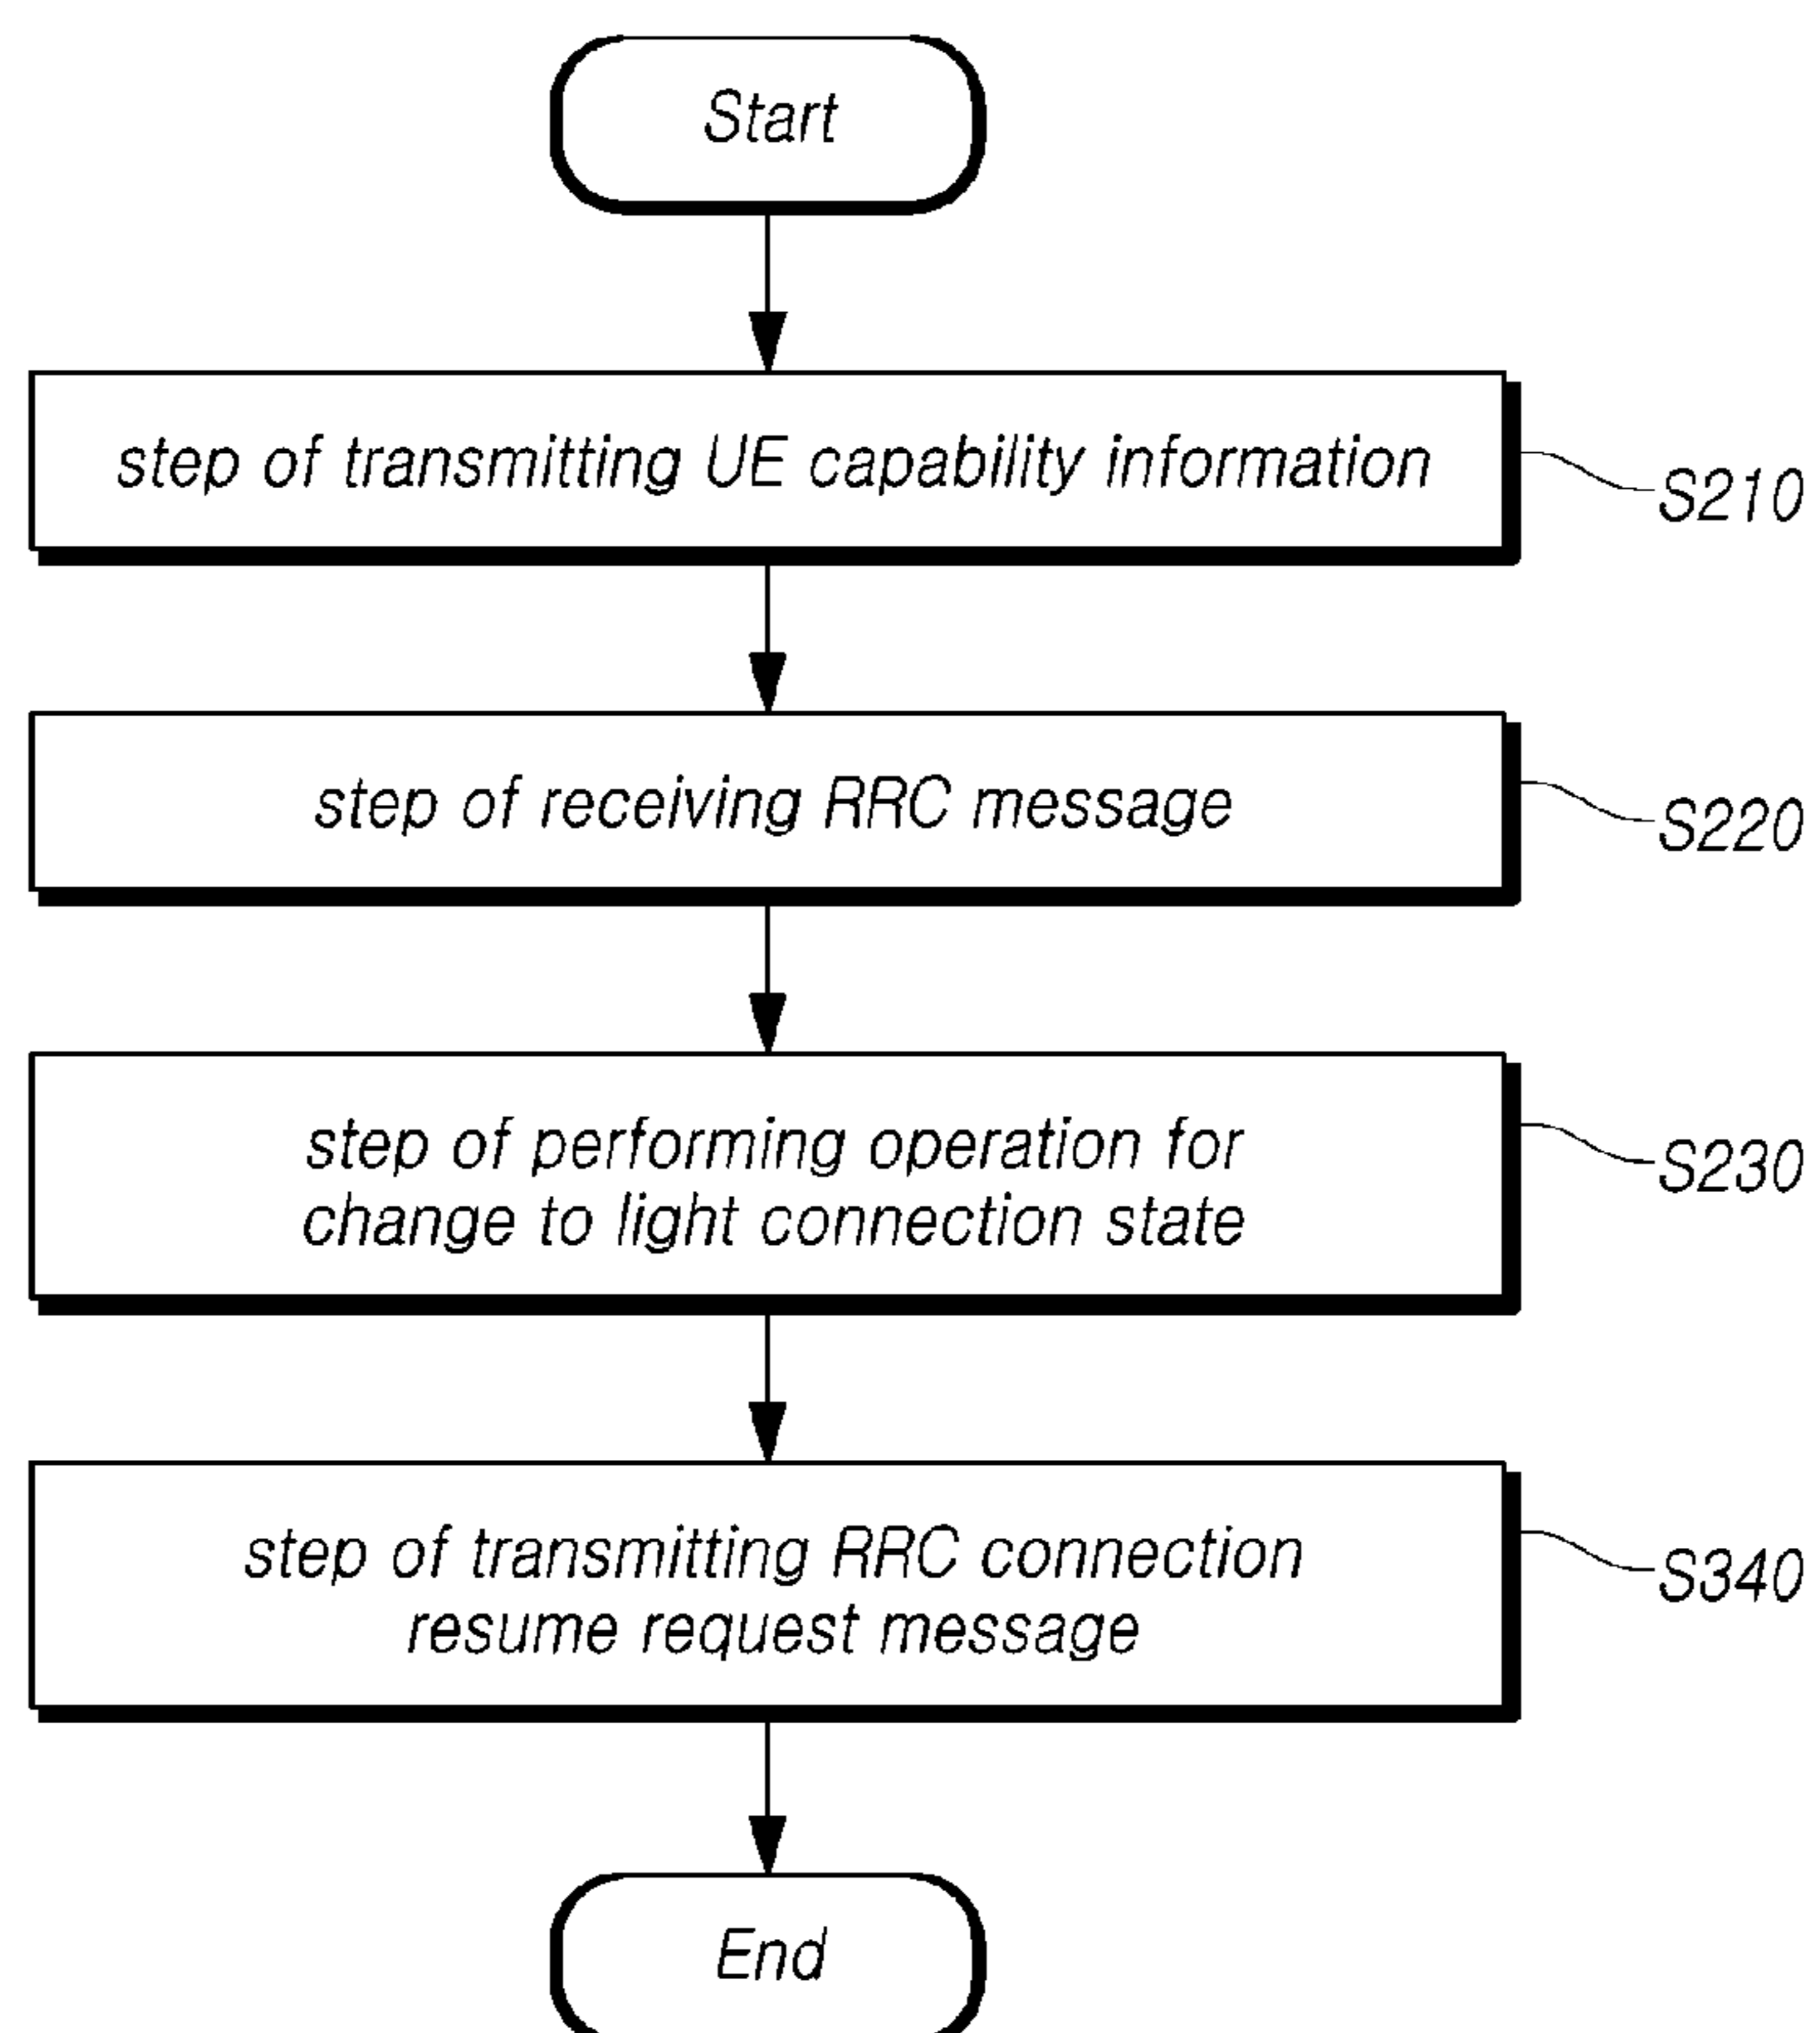 Start
step of transmitting UE capability information
S210
step of receiving RRC message
S220
step of performing operation for
change to light connection state
S230
step of transmitting RRC connection
resume request message
S340
End